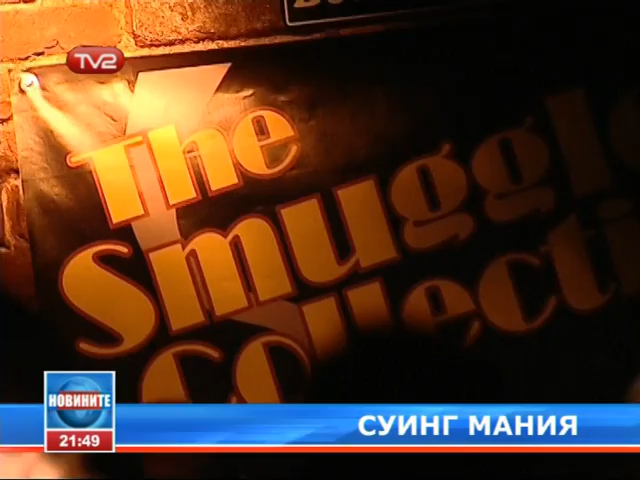 TV2
The
Smuggl
Collecti
НОВИНИТЕ
21:49
СУИНГ МАНИЯ